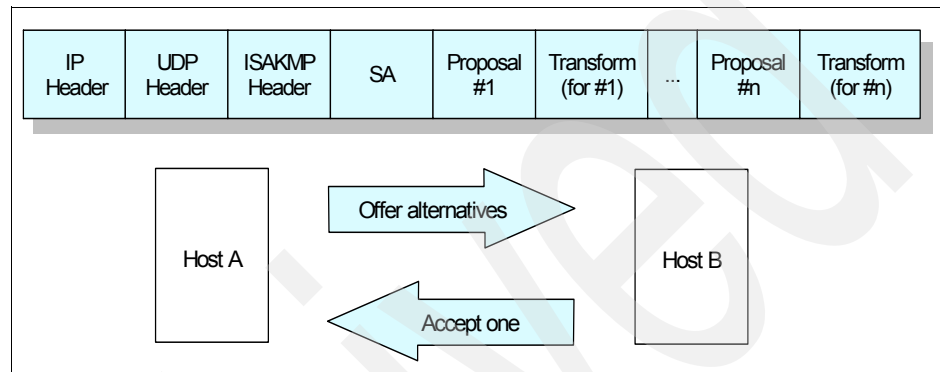 IP
Header
UDP
Header
ISAKMP
Header
SA
Proposal
#1
Transform
(for #1)
...
Proposal
#n
Transform
(for #n)
Offer alternatives
Host A
Host B
Accept one